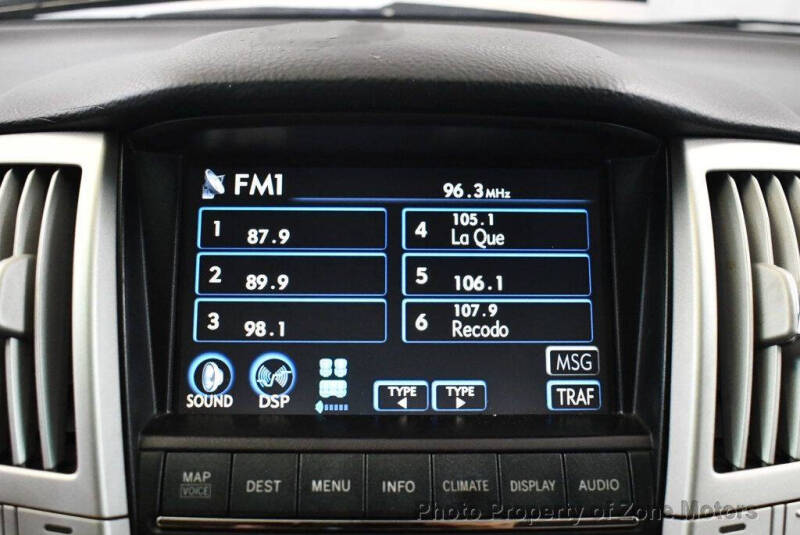 FM1
96.3 MHz
1 87.9
2 89.9
3 98.1
4 105.1
La Que
5 106.1
6 107.9
Recodo
SOUND
DSP
TYPE
TYPE
MSG
TRAF
MAP
VOICE
DEST
MENU
INFO
CLIMATE
DISPLAY
AUDIO
Photo Property of Zone Motors